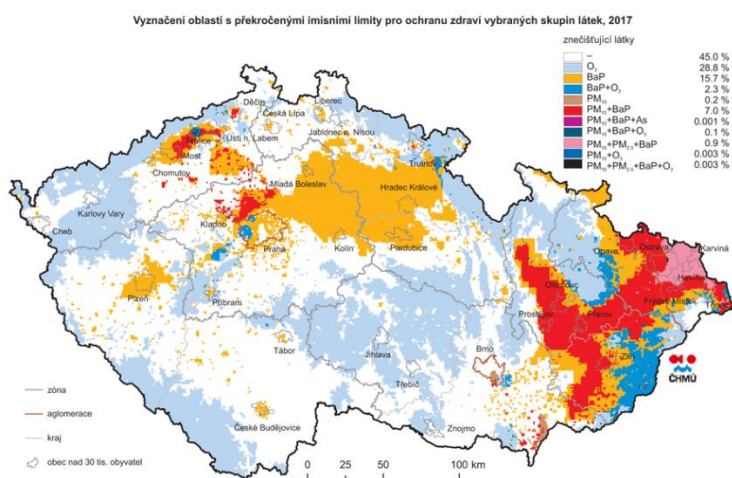 Vyznačení oblastí s překročenými imisními limity pro ochranu zdraví vybraných skupin látek, 2017
znečišťující látky
– 45.0 %
O₃ 28.8 %
BaP 15.7 %
BaP+O₃ 2.3 %
PM₁₀ 0.2 %
PM₁₀+BaP 7.0 %
PM₁₀+BaP+As 0.001 %
PM₁₀+BaP+O₃ 0.1 %
PM₁₀+PM₂.₅+BaP 0.9 %
PM₁₀+O₃ 0.003 %
PM₁₀+PM₂.₅+BaP+O₃ 0.003 %
Děčín
Liberec
Česká Lípa
Teplice
Ústí n. Labem
Jablonec n. Nisou
Most
Trutnov
Chomutov
Mladá Boleslav
Hradec Králové
Karlovy Vary
Cheb
Kladno
Praha
Kolín
Pardubice
Opava
Ostrava
Karviná
Havířov
Plzeň
Příbram
Olomouc
Frýdek-Místek
Třinec
Prostějov
Přerov
Tábor
Jihlava
Brno
Zlín
Třebíč
České Budějovice
Znojmo
ČHMÚ
zóna
aglomerace
kraj
obec nad 30 tis. obyvatel
0 25 50 100 km